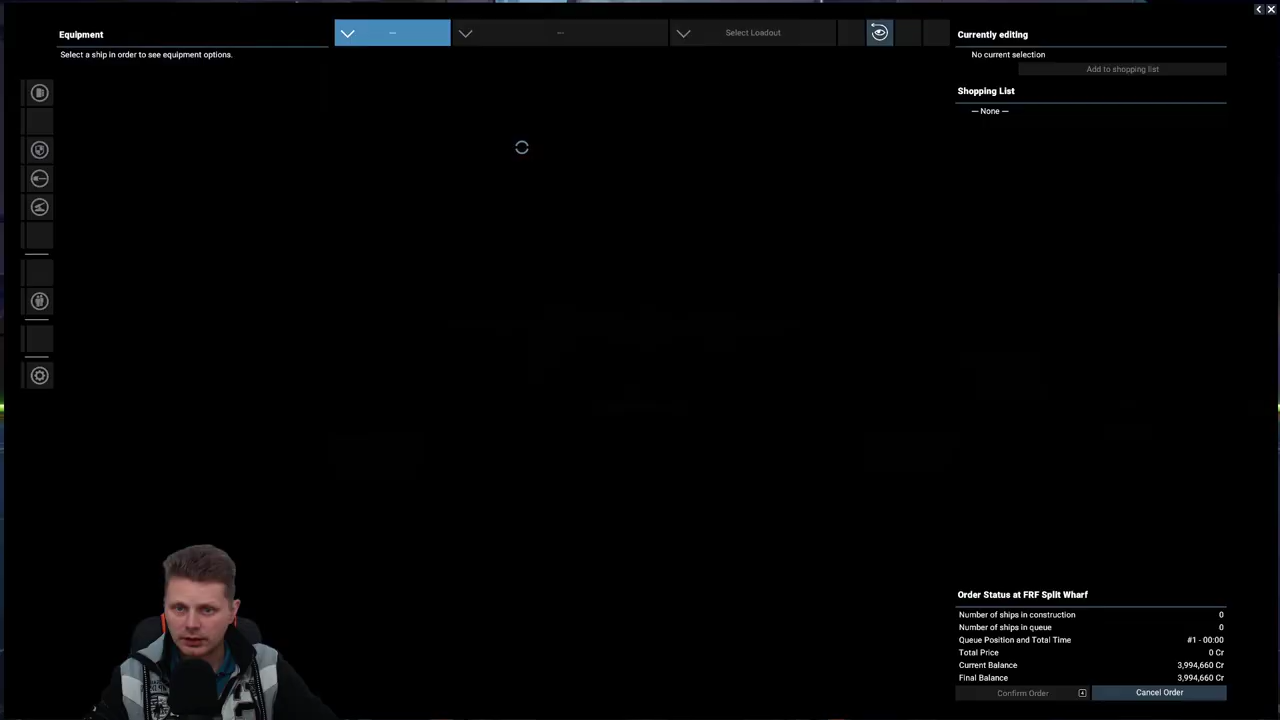 Equipment
Select a ship in order to see equipment options.
--
--
Select Loadout
Currently editing
No current selection
Add to shopping list
Shopping List
— None —
Order Status at FRF Split Wharf
Number of ships in construction 0
Number of ships in queue 0
Queue Position and Total Time #1 - 00:00
Total Price 0 Cr
Current Balance 3,994,660 Cr
Final Balance 3,994,660 Cr
Confirm Order
Cancel Order